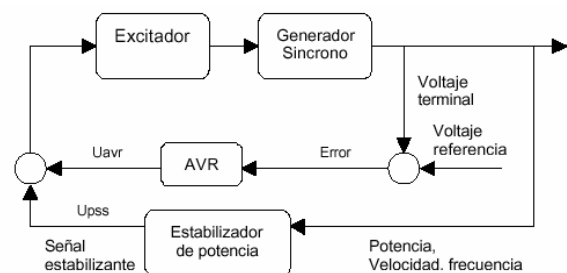 Excitador
Generador
Sincrono
Voltaje
terminal
Voltaje
referencia
Uavr
AVR
Error
Upss
Estabilizador
de potencia
Señal
estabilizante
Potencia,
Velocidad, frecuencia